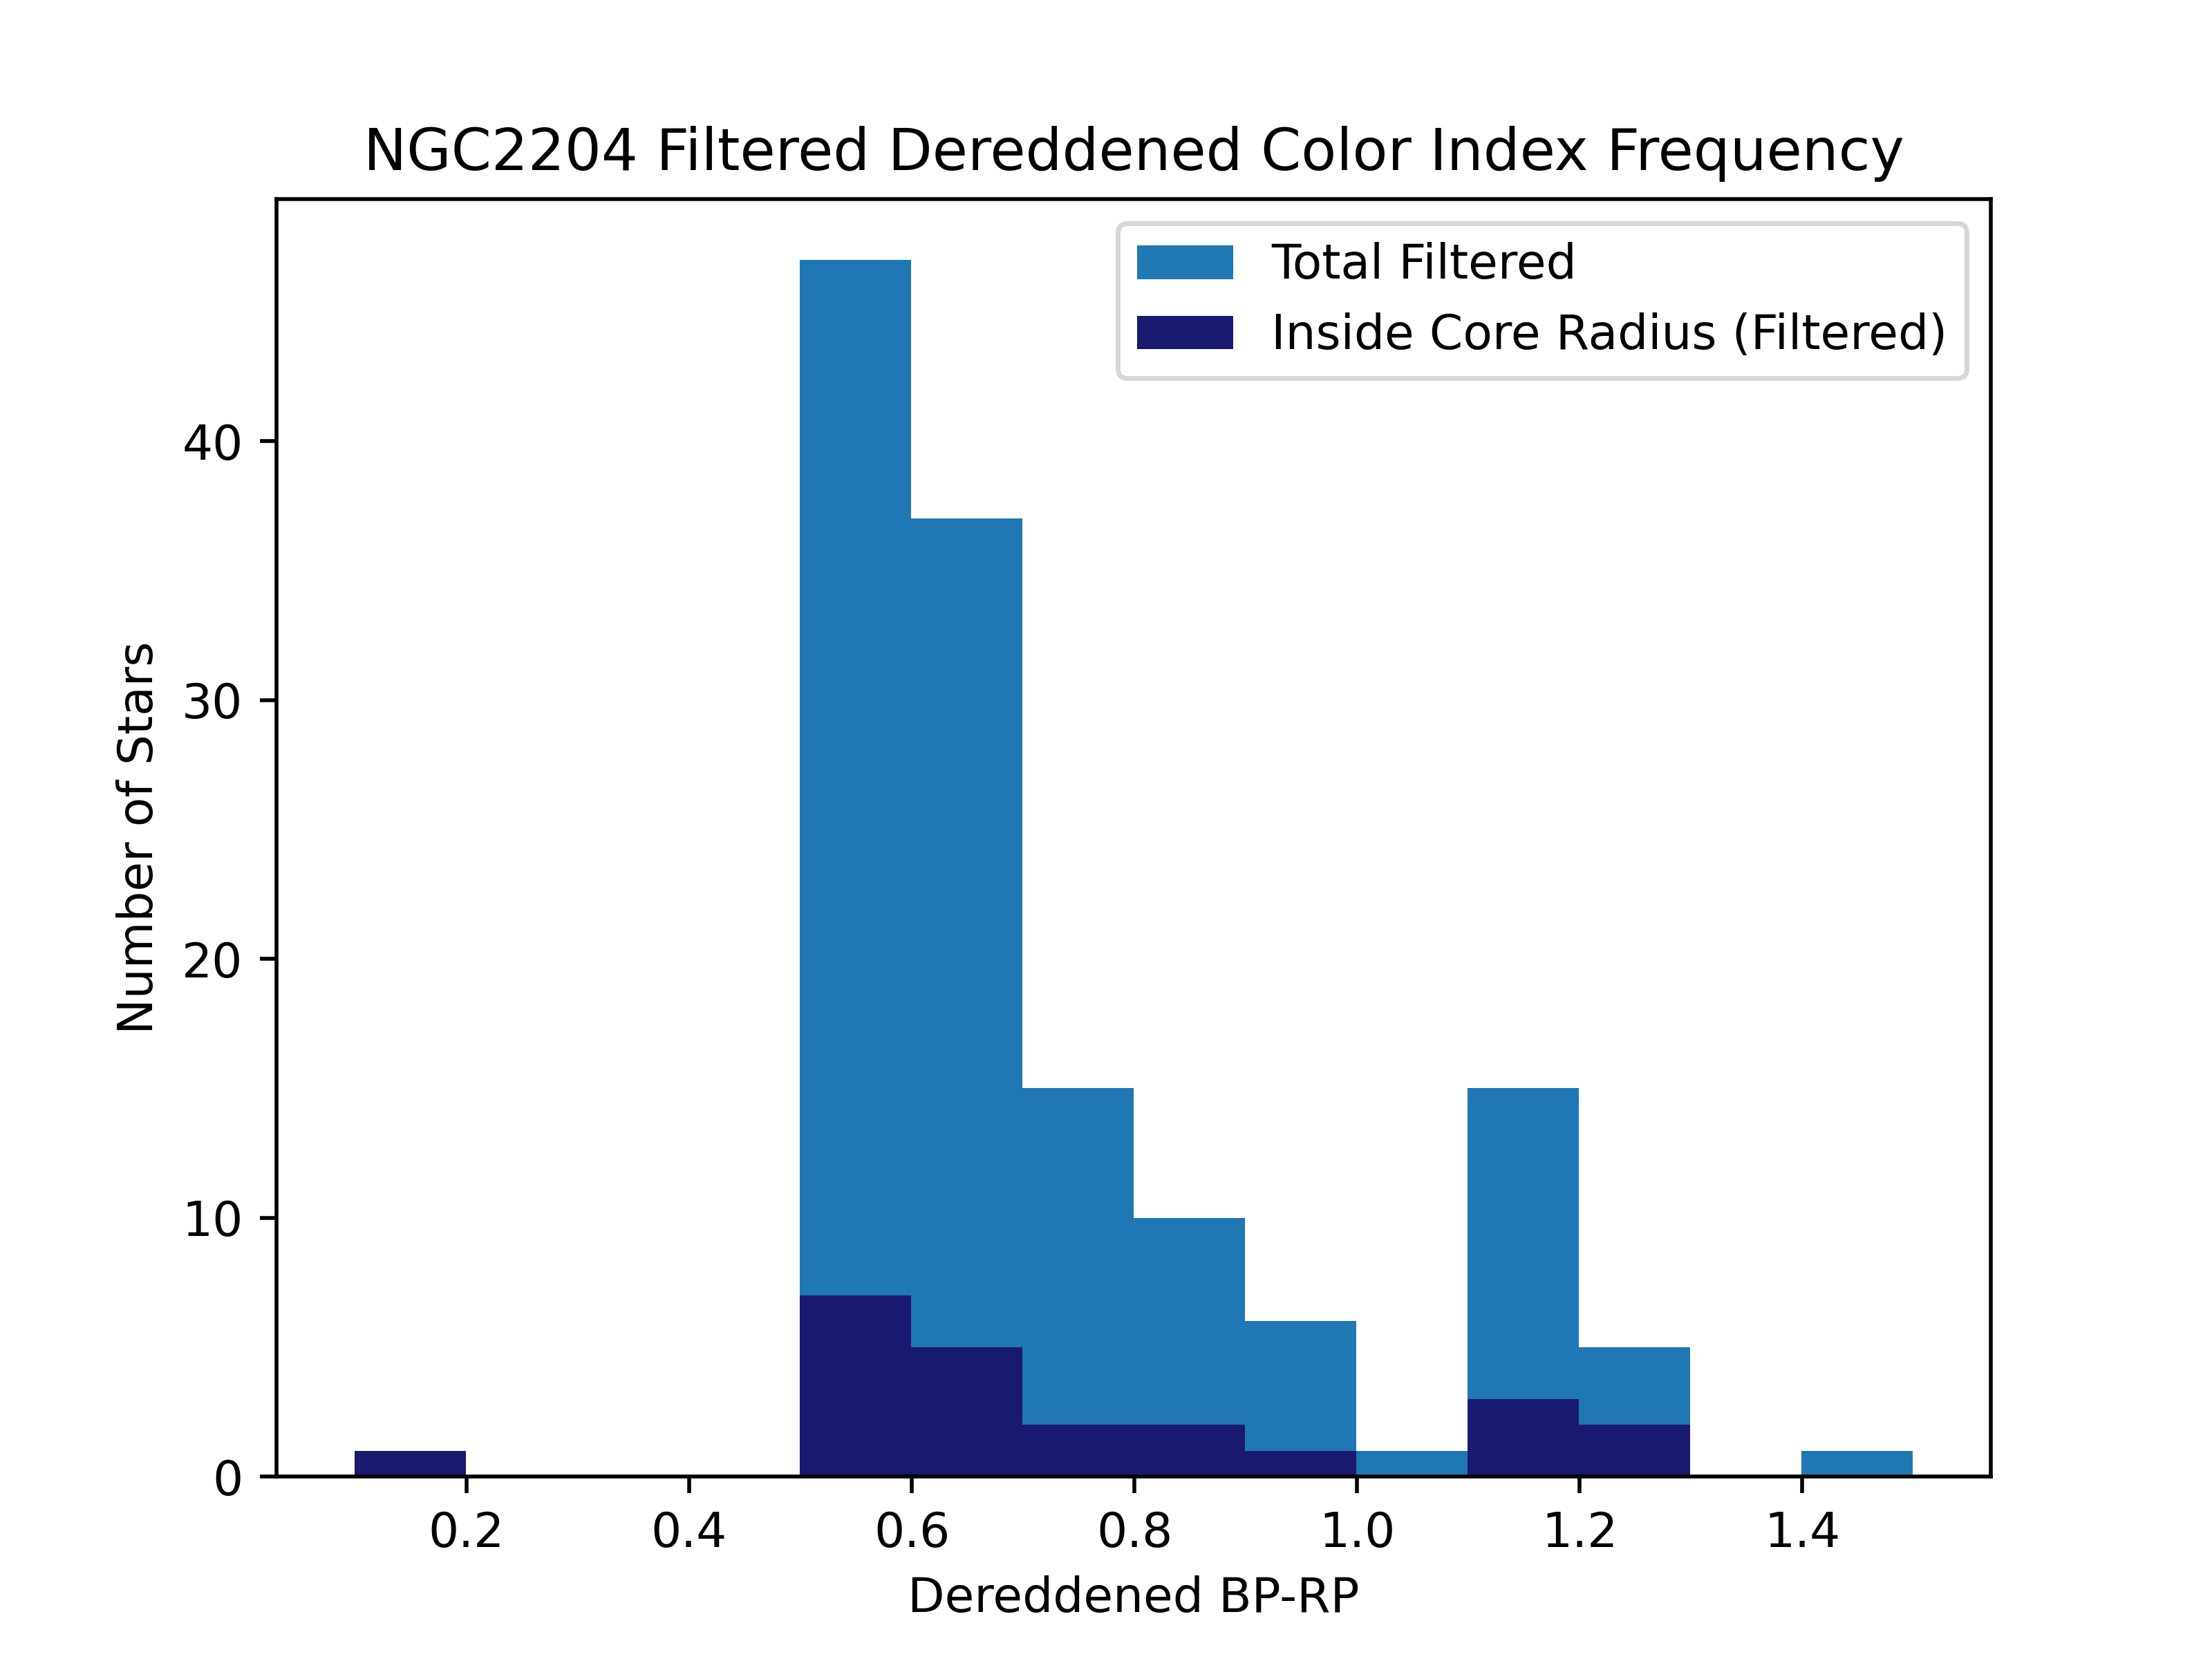 NGC2204 Filtered Dereddened Color Index Frequency
Total Filtered
Inside Core Radius (Filtered)
Number of Stars
40
30
20
10
0
0.2 0.4 0.6 0.8 1.0 1.2 1.4
Dereddened BP-RP